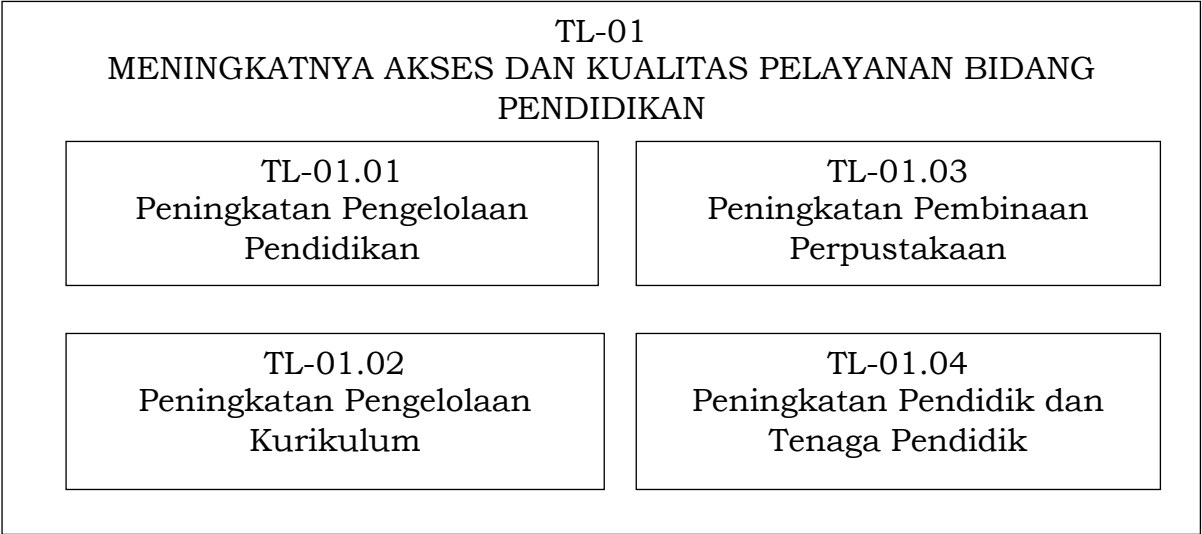 TL-01
MENINGKATNYA AKSES DAN KUALITAS PELAYANAN BIDANG
PENDIDIKAN
TL-01.01
Peningkatan Pengelolaan
Pendidikan
TL-01.03
Peningkatan Pembinaan
Perpustakaan
TL-01.02
Peningkatan Pengelolaan
Kurikulum
TL-01.04
Peningkatan Pendidik dan
Tenaga Pendidik